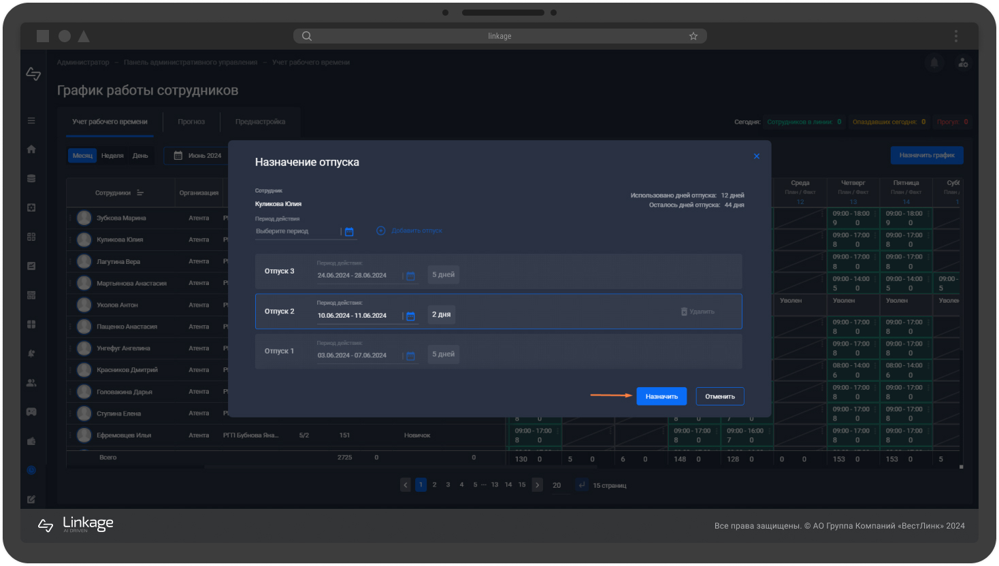 linkage
Администратор – Панель административного управления – Учет рабочего времени
График работы сотрудников
Учет рабочего времени Прогноз Преднастройка
Сегодня: Сотрудников в линии: 0 Опоздавших сегодня: 0 Прогул: 0
Месяц Неделя День Июнь 2024
Назначить график
Назначение отпуска
Сотрудник
Куликова Юлия
Использовано дней отпуска: 12 дней
Осталось дней отпуска: 44 дня
Период действия
Выберите период
Добавить отпуск
Отпуск 3
Период действия:
24.06.2024 - 28.06.2024
5 дней
Отпуск 2
Период действия:
10.06.2024 - 11.06.2024
2 дня
Удалить
Отпуск 1
Период действия:
03.06.2024 - 07.06.2024
5 дней
Назначить Отменить
Сотрудники Организация
Среда Четверг Пятница
План / Факт План / Факт План / Факт План /
12 13 14 1
Зубкова Марина Атента
09:00 - 18:00 09:00 - 18:00
9 0 9 0
Куликова Юлия Атента
09:00 - 17:00 09:00 - 17:00
8 0 8 0
Лагутина Вера Атента
09:00 - 17:00 09:00 - 17:00
8 0 8 0
Мартьянова Анастасия Атента
09:00 - 14:00 09:00 - 14:00 09:00 -
5 0 5 0 5
Уколов Антон Атента
Уволен Уволен Уволен Уволен
Пащенко Анастасия Атента
09:00 - 17:00 09:00 - 17:00
8 0 8 0
Унгефуг Ангелина Атента
09:00 - 17:00 09:00 - 17:00
8 0 8 0
Красников Дмитрий Атента
08:00 - 14:00 08:00 - 14:00
6 0 6 0
Головакина Дарья Атента
09:00 - 17:00 09:00 - 17:00
8 0 8 0
Ступина Елена Атента
09:00 - 17:00 09:00 - 17:00
8 0 8 0 7 0 8 0 8 0
Ефремовцев Илья Атента РГП Бубнова Яна... 5/2 151 Новичок
09:00 - 17:00 09:00 - 17:00 09:00 - 16:00 09:00 - 17:00 09:00 - 17:00
8 0 8 0 7 0 8 0 8 0
Всего 2725 0 0 130 0 5 0 6 0 148 0 128 0 0 0 153 0 153 0 5
1 2 3 4 5 ... 13 14 15 20 15 страниц
Linkage
AI DRIVEN
Все права защищены. © АО Группа Компаний «ВестЛинк» 2024